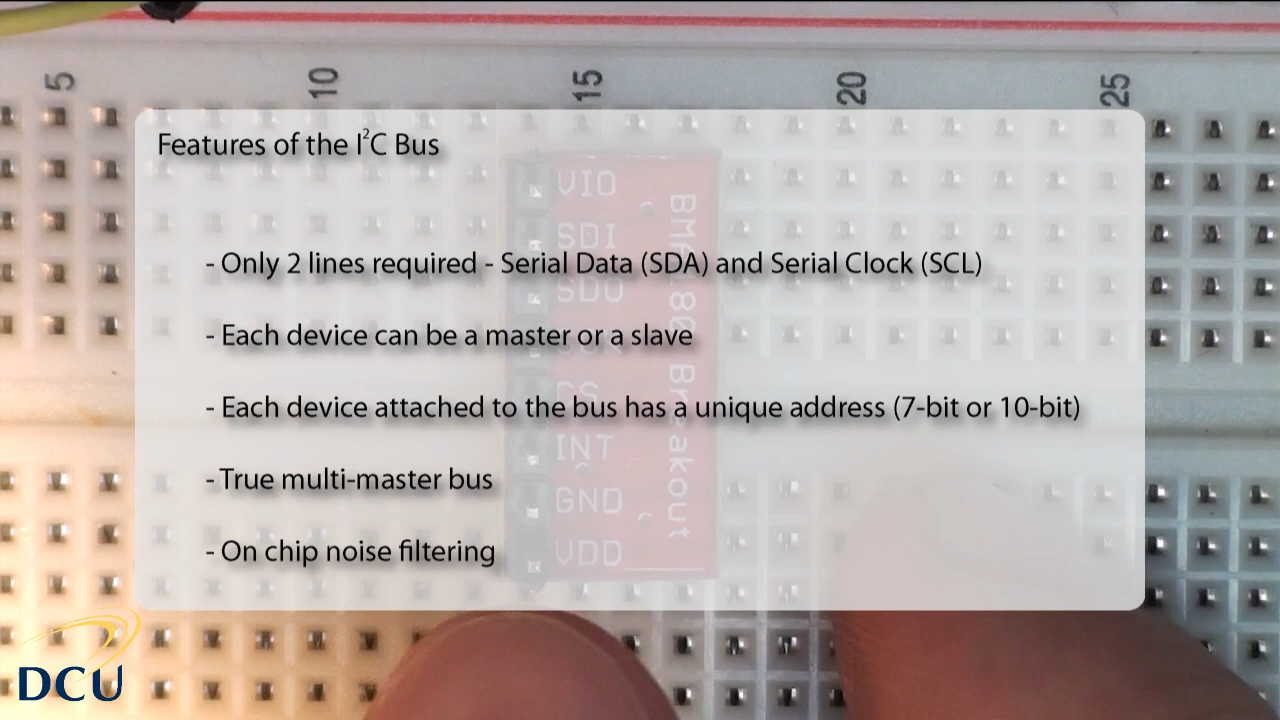 5 10 15 20 25
Features of the I²C Bus
- Only 2 lines required - Serial Data (SDA) and Serial Clock (SCL)
- Each device can be a master or a slave
- Each device attached to the bus has a unique address (7-bit or 10-bit)
- True multi-master bus
- On chip noise filtering
VIO
SDI
SDO
CS
INT
GND
VDD
Breakout
DCU